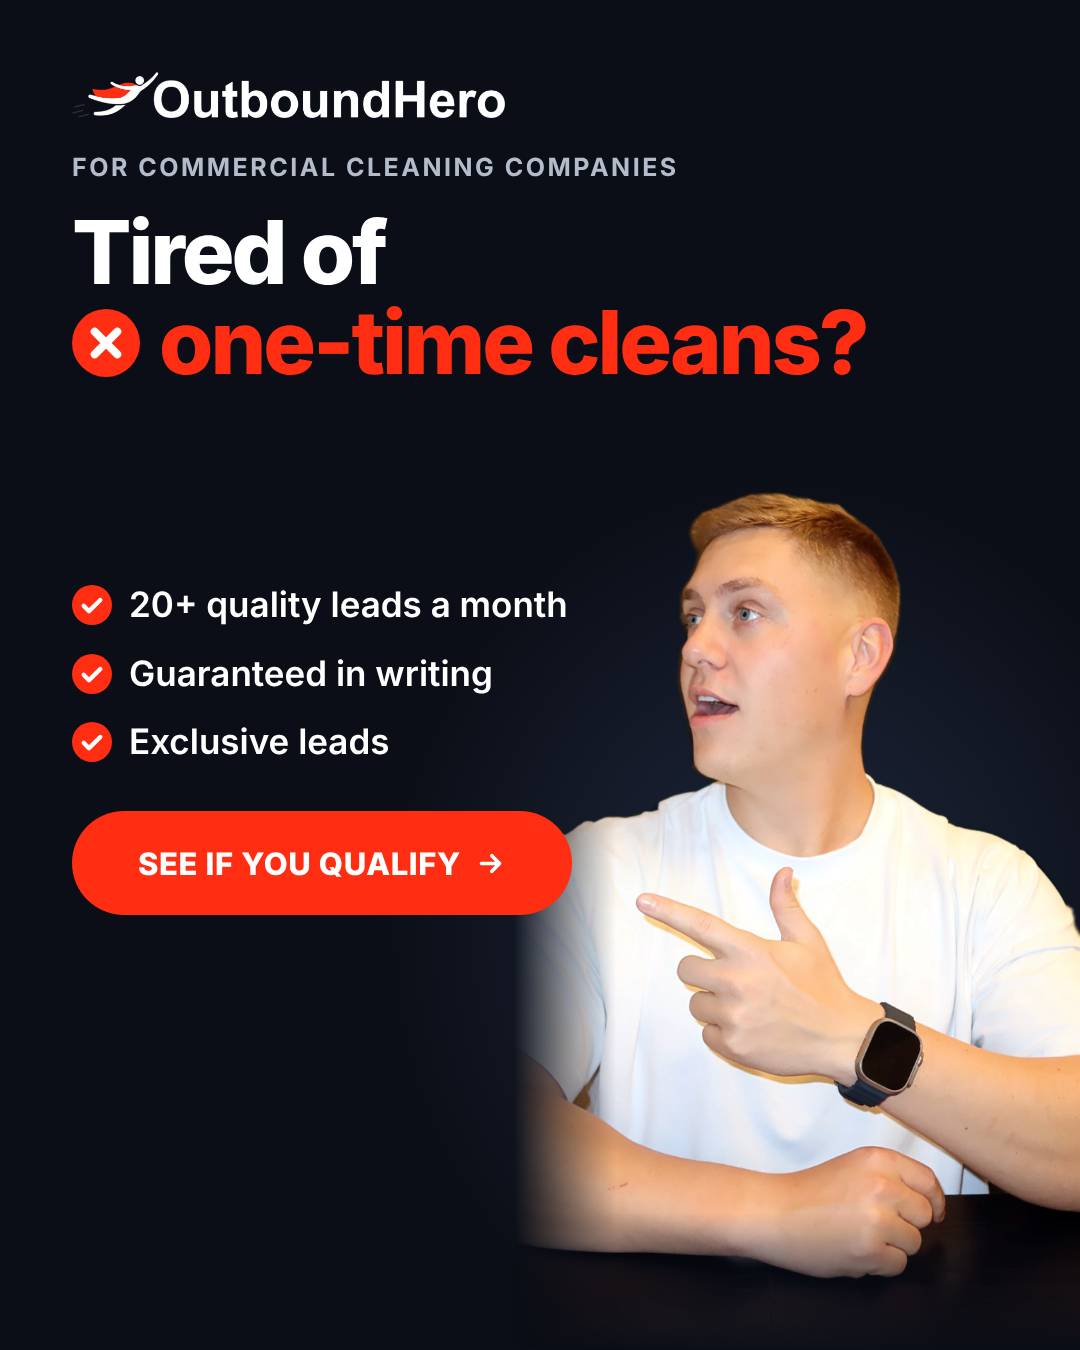 OutboundHero
FOR COMMERCIAL CLEANING COMPANIES
Tired of
one-time cleans?
20+ quality leads a month
Guaranteed in writing
Exclusive leads
SEE IF YOU QUALIFY →